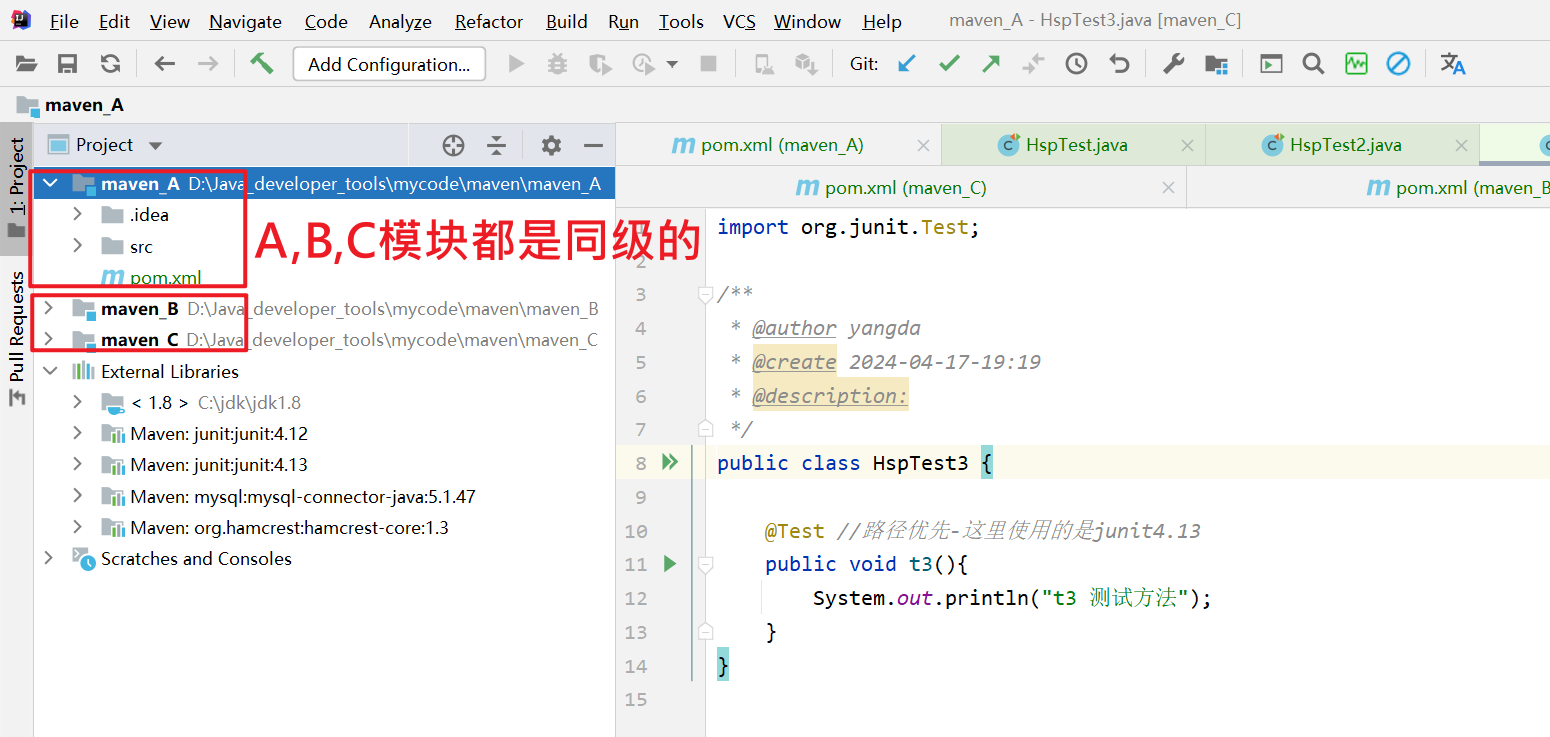 File Edit View Navigate Code Analyze Refactor Build Run Tools VCS Window Help maven_A - HspTest3.java [maven_C]
Add Configuration... Git:
maven_A
Project
1: Project
Pull Requests
maven_A D:\Java_developer_tools\mycode\maven\maven_A
.idea
src
pom.xml
maven_B D:\Java_developer_tools\mycode\maven\maven_B
maven_C D:\Java_developer_tools\mycode\maven\maven_C
External Libraries
< 1.8 > C:\jdk\jdk1.8
Maven: junit:junit:4.12
Maven: junit:junit:4.13
Maven: mysql:mysql-connector-java:5.1.47
Maven: org.hamcrest:hamcrest-core:1.3
Scratches and Consoles
A,B,C模块都是同级的
pom.xml (maven_A) HspTest.java HspTest2.java
pom.xml (maven_C) pom.xml (maven_B
import org.junit.Test;
2
3 /**
4 * @author yangda
5 * @create 2024-04-17-19:19
6 * @description:
7 */
8 public class HspTest3 {
9
10 @Test //路径优先-这里使用的是junit4.13
11 public void t3(){
12 System.out.println("t3 测试方法");
13 }
14 }
15